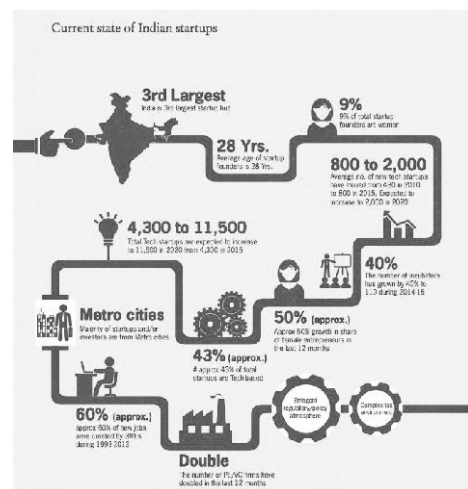 Current state of Indian startups
3rd Largest
India is 3rd largest startup hub
9%
9% of total startup
founders are women
28 Yrs.
Average age of startup
founders is 28 Yrs.
800 to 2,000
Average no. of new tech startups
have moved from 480 in 2010
to 800 in 2015. Expected to
increase to 2,000 in 2020
4,300 to 11,500
Total Tech startups are expected to increase
to 11,500 in 2020 from 4,300 in 2015
40%
The number of incubators
has grown by 40% to
110 during 2014-15
Metro cities
Majority of startups and/or
investors are from Metro cities
50% (approx.)
Approx 50% growth in share
of female entrepreneurs in
the last 12 months
43% (approx.)
approx 43% of total
startups are Tech based
60% (approx.)
approx 60% of new jobs
were created by
during
Double
The number of PE/VC firms have
doubled in the last 12 months
Stringent
regulation/policy
atmosphere
Complex tax
environment